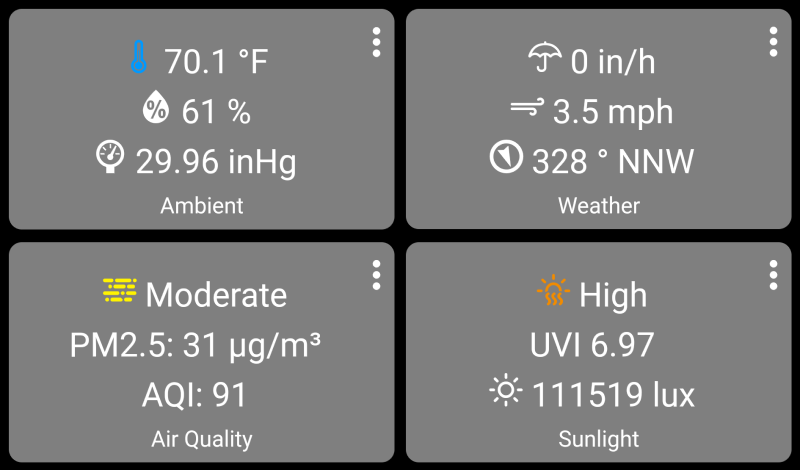 70.1 °F
61 %
29.96 inHg
Ambient
0 in/h
3.5 mph
328 ° NNW
Weather
Moderate
PM2.5: 31 µg/m³
AQI: 91
Air Quality
High
UVI 6.97
111519 lux
Sunlight